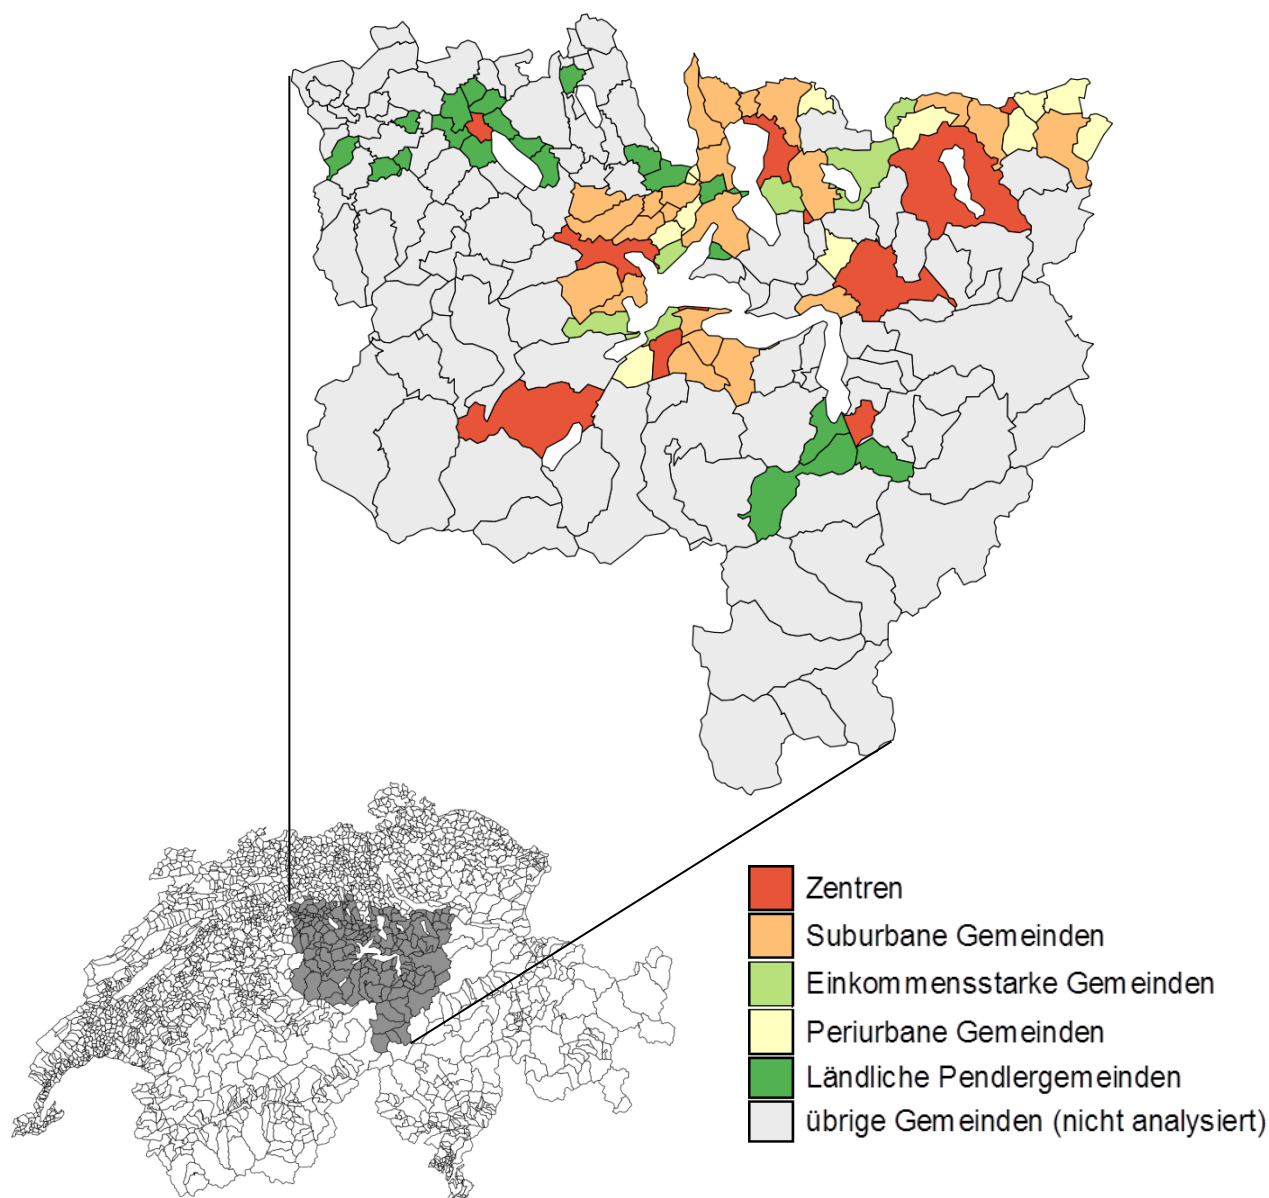 Zentren
Suburbane Gemeinden
Einkommensstarke Gemeinden
Periurbane Gemeinden
Ländliche Pendlergemeinden
übrige Gemeinden (nicht analysiert)